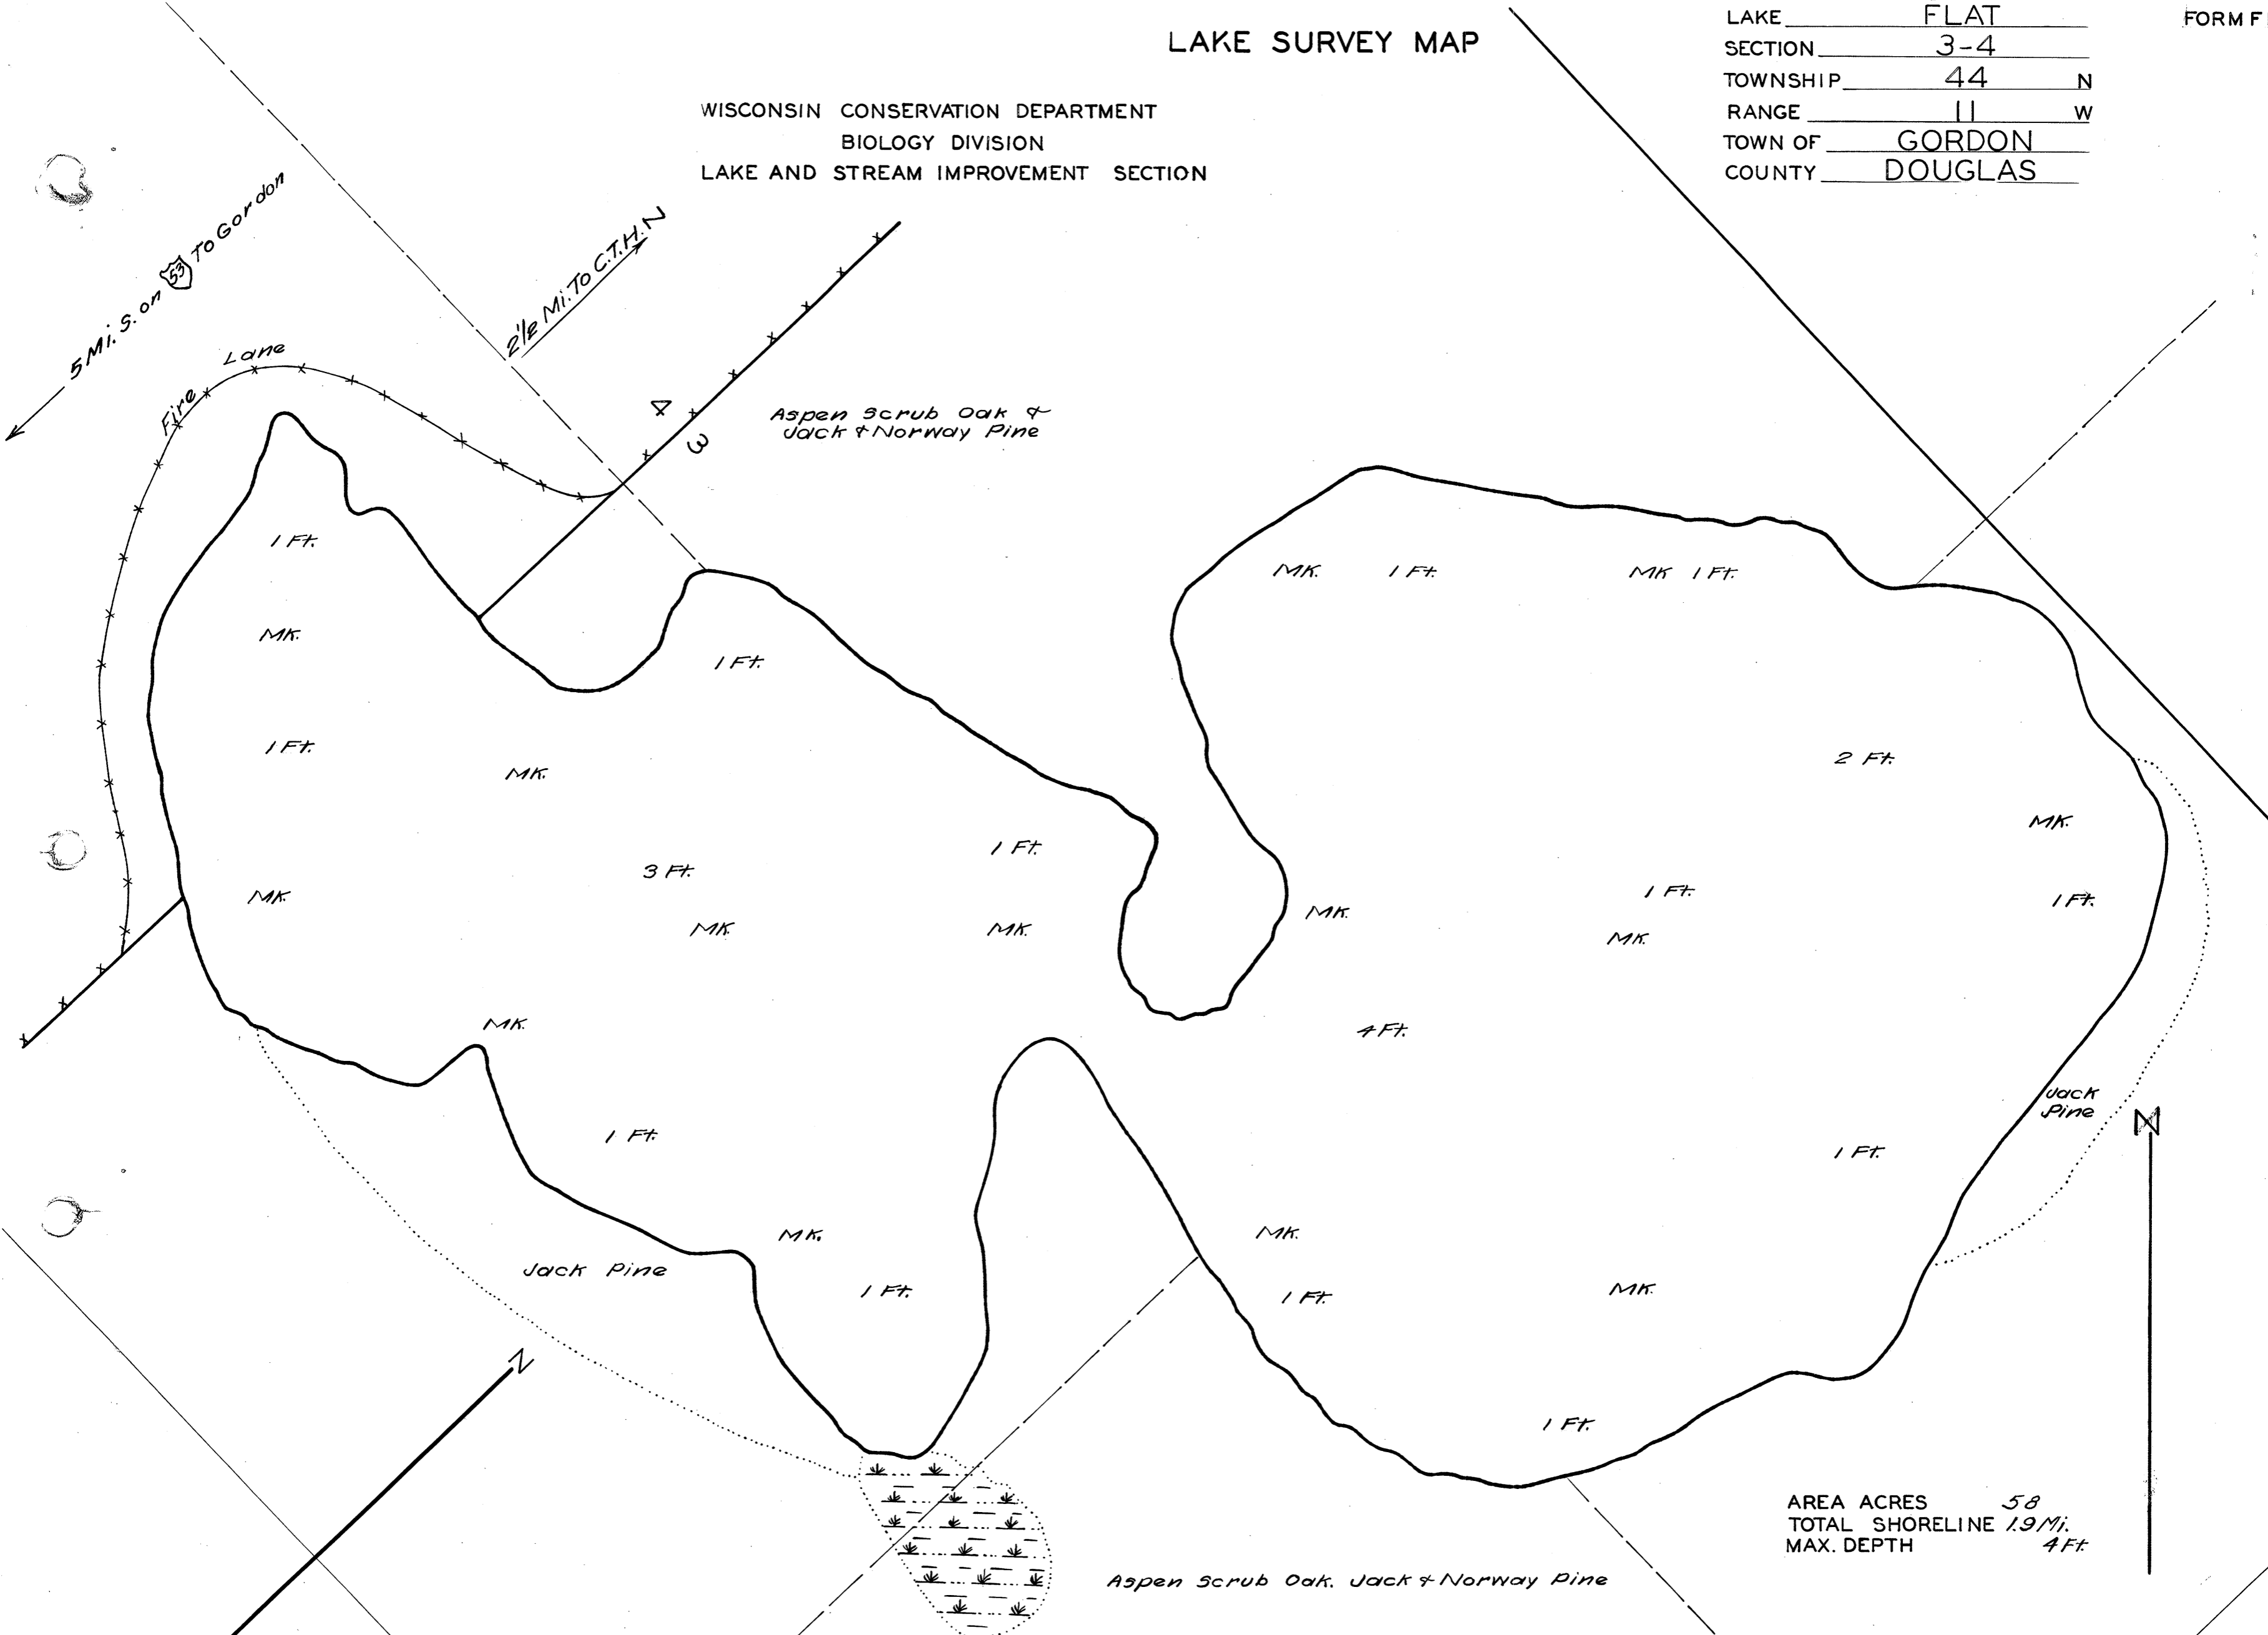 LAKE SURVEY MAP
WISCONSIN CONSERVATION DEPARTMENT
BIOLOGY DIVISION
LAKE AND STREAM IMPROVEMENT SECTION
LAKE FLAT
SECTION 3-4
TOWNSHIP 44 N
RANGE 11 W
TOWN OF GORDON
COUNTY DOUGLAS
FORM F
5 Mi. S. on 53 To Gordon
2 1/2 Mi. To C.T.H. N
Fire Lane
4
3
Aspen Scrub Oak &
Jack & Norway Pine
1 Ft.
MK. 1 Ft.
MK 1 Ft.
MK.
1 Ft.
1 Ft.
MK.
2 Ft.
MK.
1 Ft.
3 Ft.
1 Ft.
MK.
MK.
MK.
MK.
MK.
MK.
1 Ft.
MK.
4 Ft.
Jack
Pine
1 Ft.
1 Ft.
MK.
MK.
Jack Pine
1 Ft.
1 Ft.
MK.
N
N
1 Ft.
AREA ACRES 58
TOTAL SHORELINE 1.9 Mi.
MAX. DEPTH 4 Ft.
Aspen Scrub Oak. Jack & Norway Pine